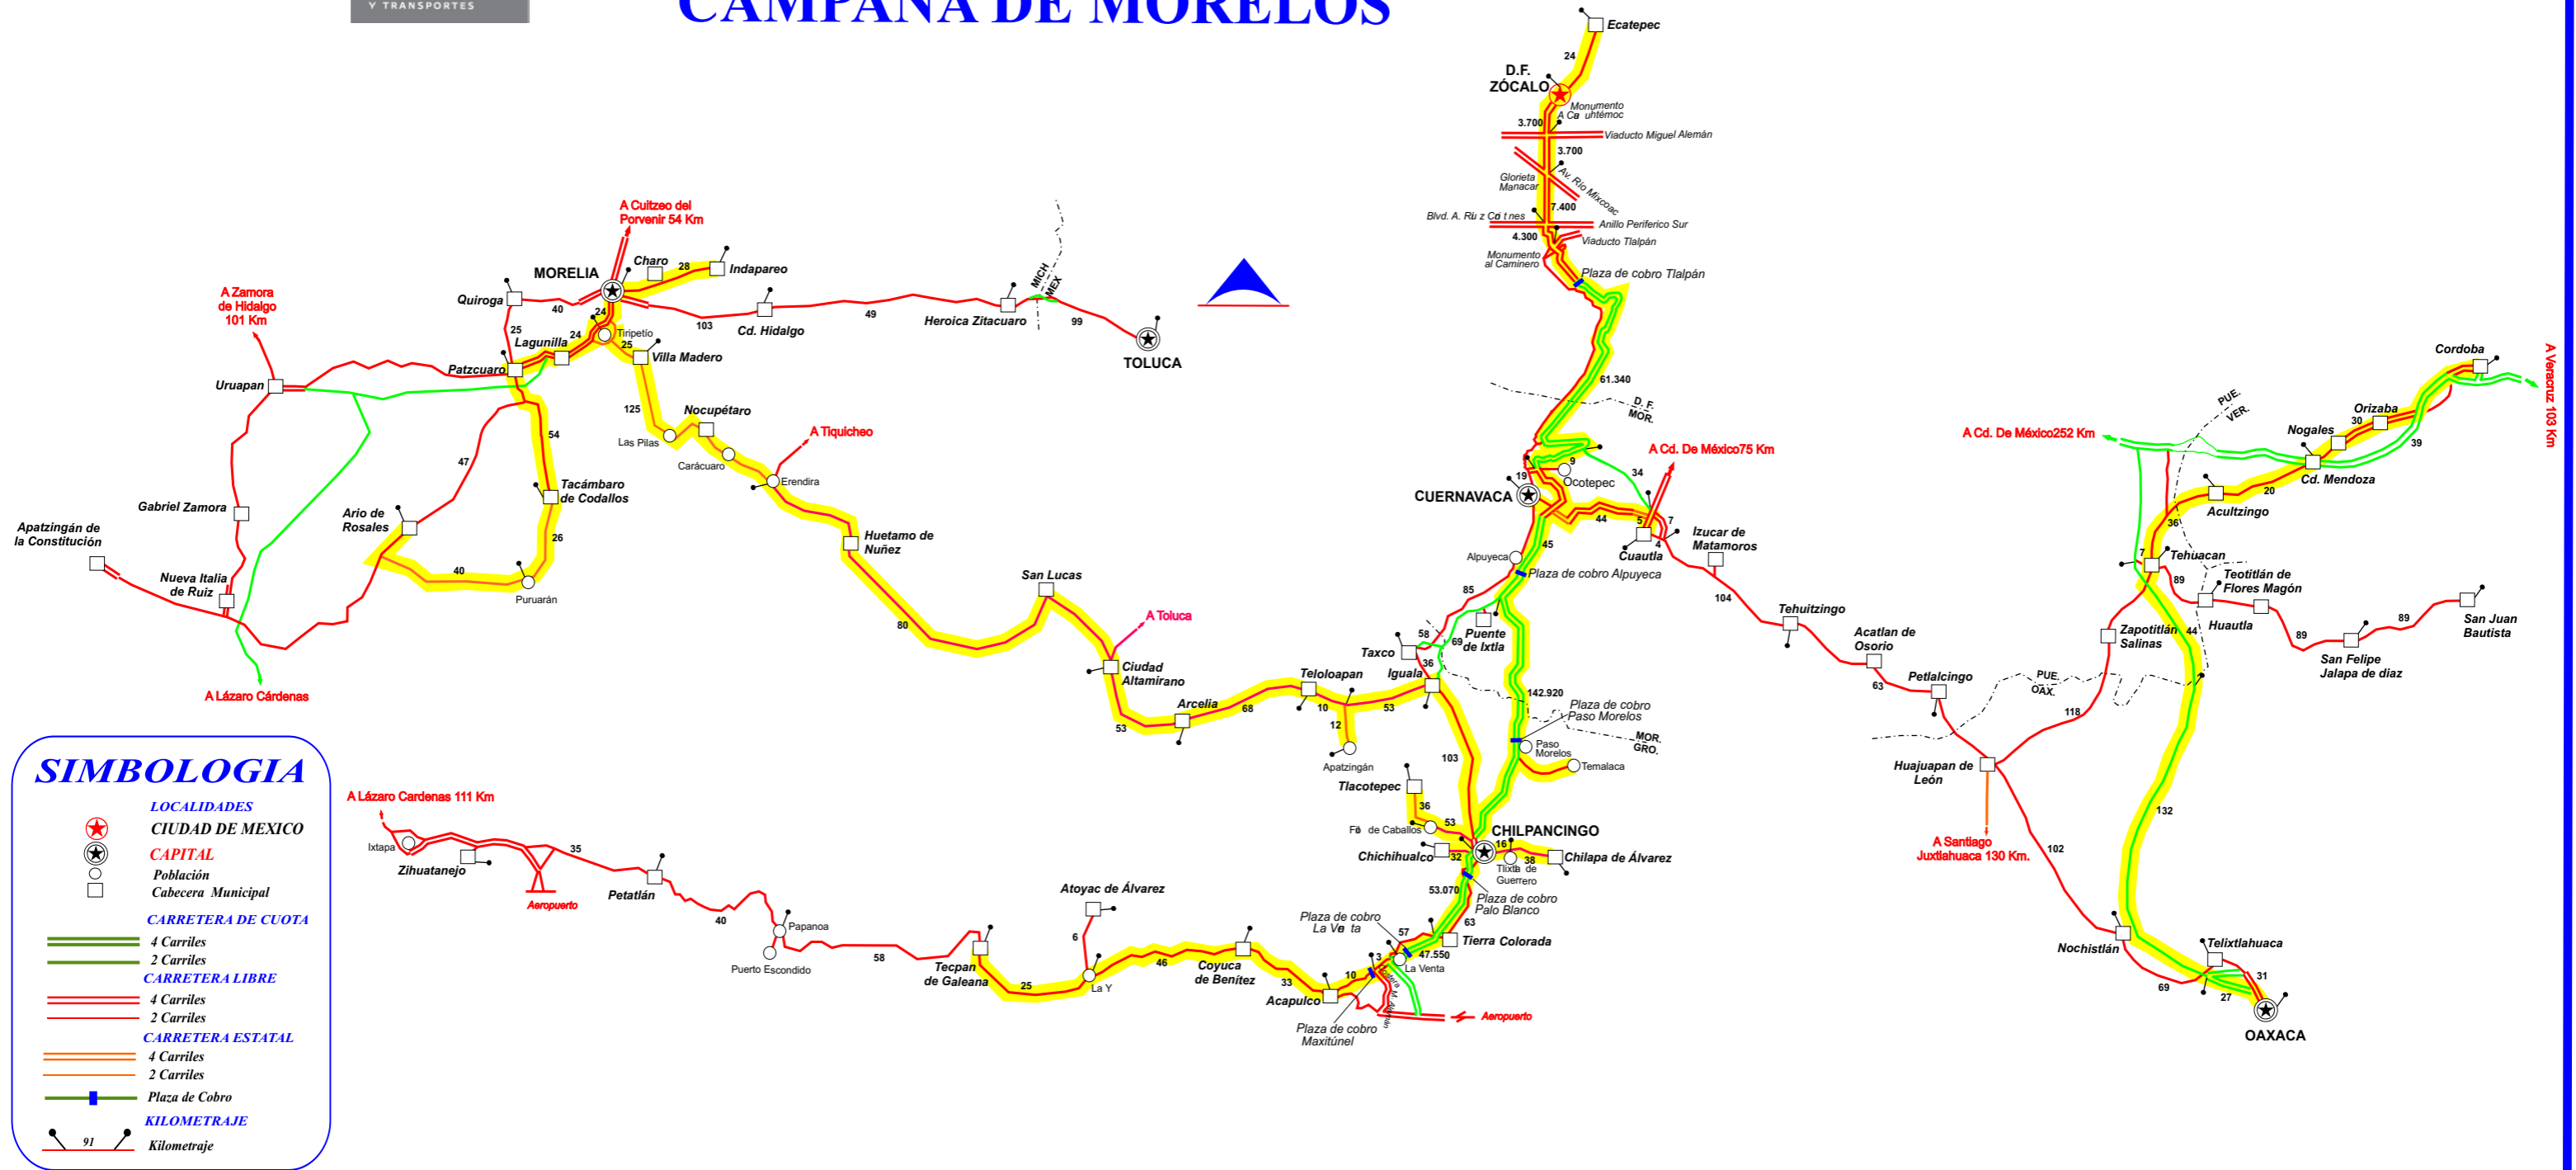 Y TRANSPORTES
CAMPAÑA DE MORELOS
Ecatepec
24
D.F.
ZÓCALO
Monumento
3.700
Viaducto Miguel Alemán
3.700
Glorieta
Manacar
Av. Río Mixcoac
7.400
Anillo Periferico Sur
4.300
Viaducto Tlalpán
Monumento
al Caminero
Plaza de cobro Tlalpán
61.340
D. F.
MOR.
A Cuitzeo del
Porvenir 54 Km
Charo
28
Indapareo
MORELIA
Quiroga
40
24
103
Cd. Hidalgo
49
Heroica Zitacuaro
MICH
MEX
99
TOLUCA
A Zamora
de Hidalgo
101 Km
25
Lagunilla
24
Tiripetío
25
Villa Madero
Patzcuaro
Uruapan
125
Nocupétaro
Las Pilas
Carácuaro
A Tiquicheo
Erendira
54
47
Tacámbaro
de Codallos
Gabriel Zamora
Ario de
Rosales
Apatzingán de
la Constitución
26
Huetamo de
Nuñez
Nueva Italia
de Ruiz
40
Puruarán
80
San Lucas
A Toluca
A Lázaro Cárdenas
Ciudad
Altamirano
53
Arcelia
68
Teloloapan
10
12
53
Apatzingán
Iguala
36
Taxco
58
69
85
Puente
de Ixtla
9
Ocotepec
34
A Cd. De México75 Km
19
CUERNAVACA
44
5
7
4
Cuautla
Izucar de
Matamoros
45
Alpuyeca
Plaza de cobro Alpuyeca
104
Tehuitzingo
Acatlan de
Osorio
63
Petlalcingo
142.920
Plaza de cobro
Paso Morelos
Paso
Morelos
MOR.
GRO.
Temalaca
103
Tlacotepec
36
53
CHILPANCINGO
Chichihualco
32
16
38
Chilapa de Álvarez
Guerrero
53.070
Plaza de cobro
Palo Blanco
63
Plaza de cobro
57
Tierra Colorada
47.550
La Venta
3
10
Acapulco
Plaza de cobro
Maxitúnel
Aeropuerto
33
Coyuca
de Benítez
46
Atoyac de Álvarez
6
La Y
25
Tecpan
de Galeana
58
Papanoa
Puerto Escondido
40
Petatlán
35
Aeropuerto
Zihuatanejo
Ixtapa
A Lázaro Cardenas 111 Km
A Cd. De México252 Km
PUE.
VER.
Cordoba
A Veracruz 103 Km
Orizaba
30
39
Nogales
Cd. Mendoza
20
Acultzingo
36
7
Tehuacan
89
Teotitlán de
Flores Magón
Huautla
89
San Felipe
Jalapa de diaz
89
San Juan
Bautista
Zapotitlán
Salinas
44
PUE.
OAX.
118
Huajuapan de
León
A Santiago
Juxtlahuaca 130 Km.
102
132
Nochistlán
69
Telixtlahuaca
31
27
OAXACA
SIMBOLOGIA
LOCALIDADES
CIUDAD DE MEXICO
CAPITAL
Población
Cabecera Municipal
CARRETERA DE CUOTA
4 Carriles
2 Carriles
CARRETERA LIBRE
4 Carriles
2 Carriles
CARRETERA ESTATAL
4 Carriles
2 Carriles
Plaza de Cobro
KILOMETRAJE
91
Kilometraje